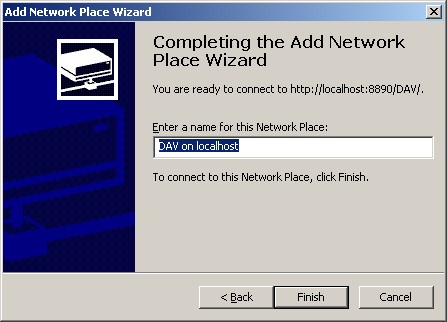 Add Network Place Wizard
Completing the Add Network
Place Wizard
You are ready to connect to http://localhost:8890/DAV/.
Enter a name for this Network Place:
DAV on localhost
To connect to this Network Place, click Finish.
< Back
Finish
Cancel